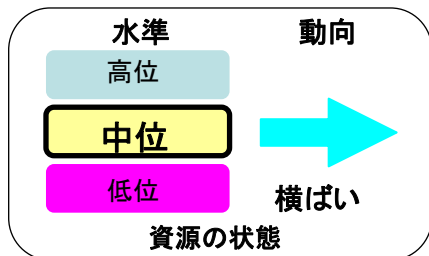 水準 動向
高位
中位
低位
横ばい
資源の状態